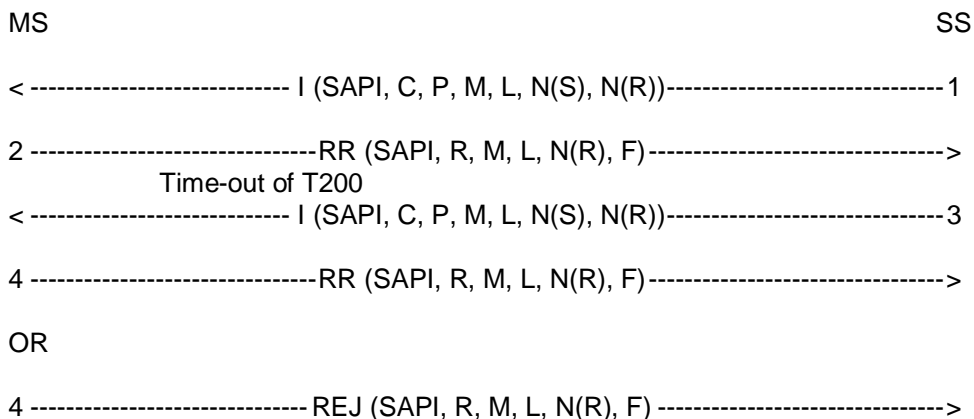 MS SS
< ----------------------------- I (SAPI, C, P, M, L, N(S), N(R))-------------------------------1
2 --------------------------------RR (SAPI, R, M, L, N(R), F)--------------------------------->
Time-out of T200
< ----------------------------- I (SAPI, C, P, M, L, N(S), N(R))-------------------------------3
4 --------------------------------RR (SAPI, R, M, L, N(R), F)--------------------------------->
OR
4 -------------------------------REJ (SAPI, R, M, L, N(R), F) -------------------------------->